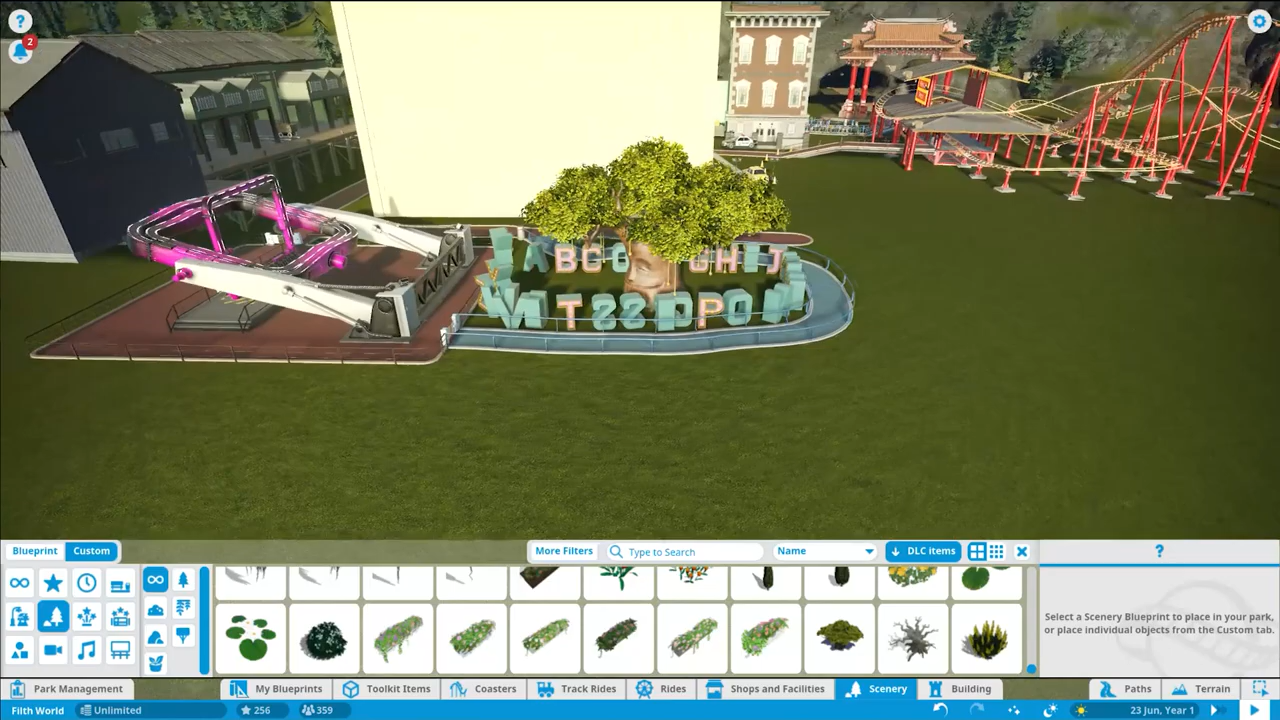 ?
2
A B C G H I J
T S S P O
Blueprint Custom More Filters Type to Search Name DLC items ?
Select a Scenery Blueprint to place in your park,
or place individual objects from the Custom tab.
Park Management My Blueprints Toolkit Items Coasters Track Rides Rides Shops and Facilities Scenery Building Paths Terrain
Filth World Unlimited 256 359 23 Jun, Year 1